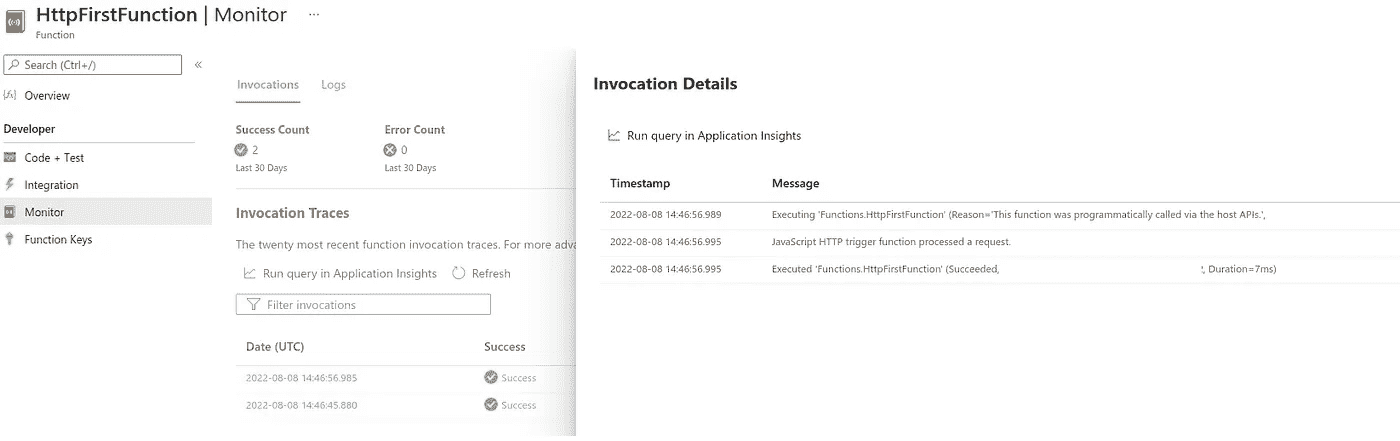 HttpFirstFunction | Monitor ...
Function
Search (Ctrl+/) «
Overview
Developer
Code + Test
Integration
Monitor
Function Keys
Invocations Logs
Success Count Error Count
2 0
Last 30 Days Last 30 Days
Invocation Traces
The twenty most recent function invocation traces. For more adva
Run query in Application Insights Refresh
Filter invocations
Date (UTC) Success
2022-08-08 14:46:56.985 Success
2022-08-08 14:46:45.880 Success
Invocation Details
Run query in Application Insights
Timestamp Message
2022-08-08 14:46:56.989 Executing 'Functions.HttpFirstFunction' (Reason='This function was programmatically called via the host APIs.',
2022-08-08 14:46:56.995 JavaScript HTTP trigger function processed a request.
2022-08-08 14:46:56.995 Executed 'Functions.HttpFirstFunction' (Succeeded, ', Duration=7ms)